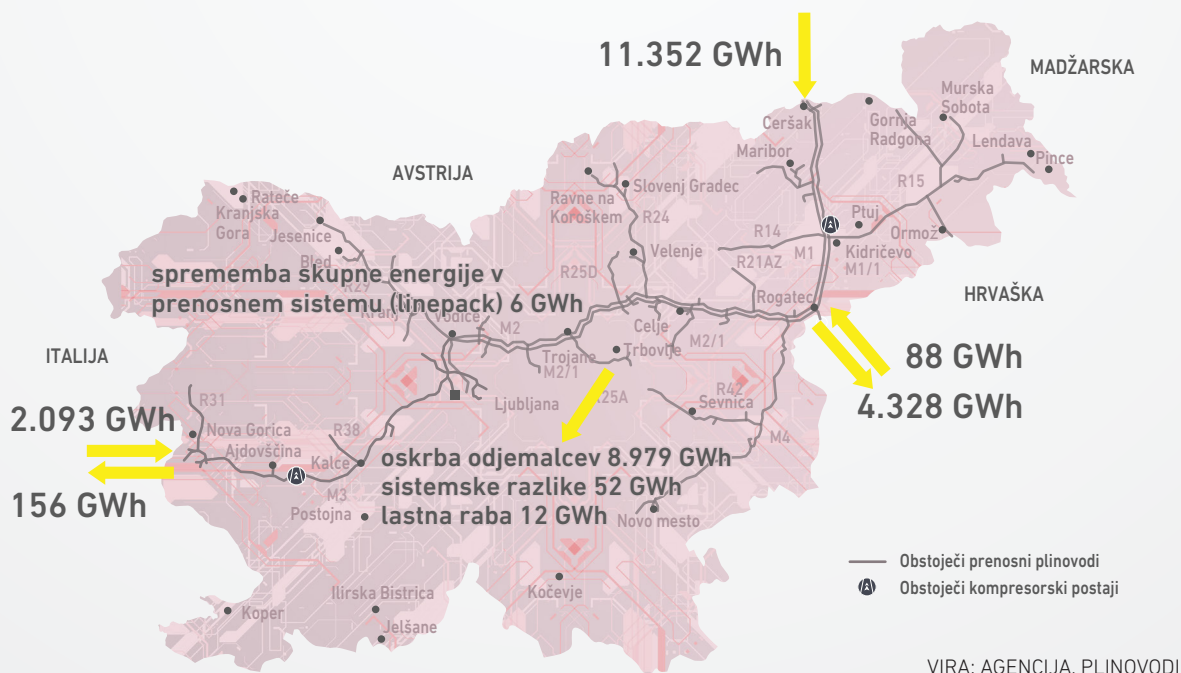 11.352 GWh
MADŽARSKA
Murska
Sobota
Ceršak
Gornja
Radgona
Lendava
Maribor
Pince
AVSTRIJA
R15
Rateče
Ravne na
Koroškem
Slovenj Gradec
Kranjska
Gora
R24
Ptuj
Jesenice
R14
Ormož
Bled
Velenje
M1
Kidričevo
R21AZ
M1/1
sprememba skupne energije v
prenosnem sistemu (linepack) 6 GWh
R25D
R29
Rogatec
HRVAŠKA
Kranj
Vodice
M2
Celje
ITALIJA
Trojane
Trbovlje
M2/1
M2/1
88 GWh
R42
4.328 GWh
R31
Ljubljana
R25A
Sevnica
2.093 GWh
Nova Gorica
R38
M4
Ajdovščina
Kalce
oskrba odjemalcev 8.979 GWh
sistemske razlike 52 GWh
lastna raba 12 GWh
156 GWh
M3
Postojna
Novo mesto
Obstoječi prenosni plinovodi
Obstoječi kompresorski postaji
Ilirska Bistrica
Kočevje
Koper
Jelšane
VIRA: AGENCIJA, PLINOVODI